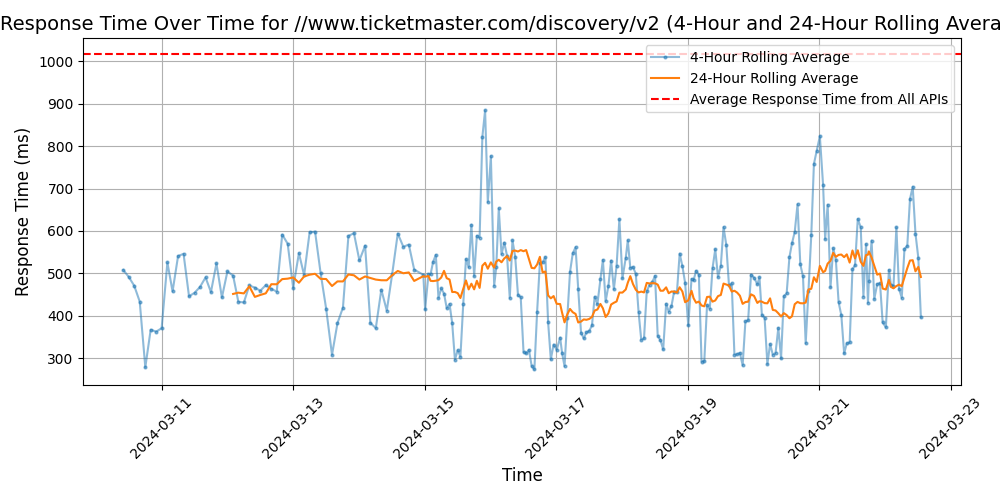 Response Time Over Time for //www.ticketmaster.com/discovery/v2 (4-Hour and 24-Hour Rolling Avera
4-Hour Rolling Average
24-Hour Rolling Average
Average Response Time from All APIs
Response Time (ms)
1000
900
800
700
600
500
400
300
2024-03-11
2024-03-13
2024-03-15
2024-03-17
2024-03-19
2024-03-21
2024-03-23
Time